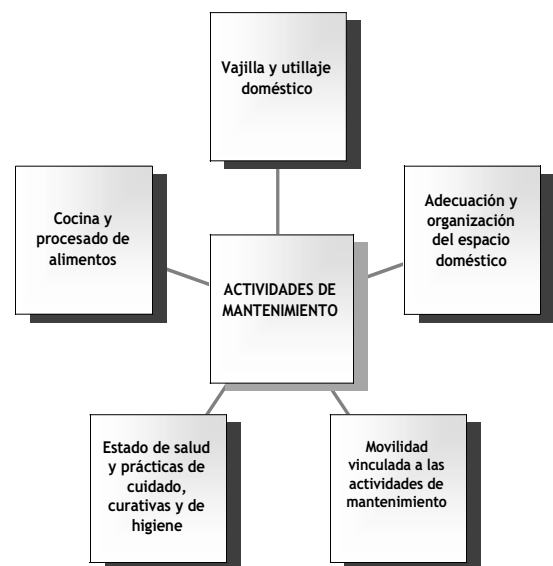 Vajilla y utillaje
doméstico
Cocina y
procesado de
alimentos
Adecuación y
organización
del espacio
doméstico
ACTIVIDADES DE
MANTENIMIENTO
Estado de salud
y prácticas de
cuidado,
curativas y de
higiene
Movilidad
vinculada a las
actividades de
mantenimiento